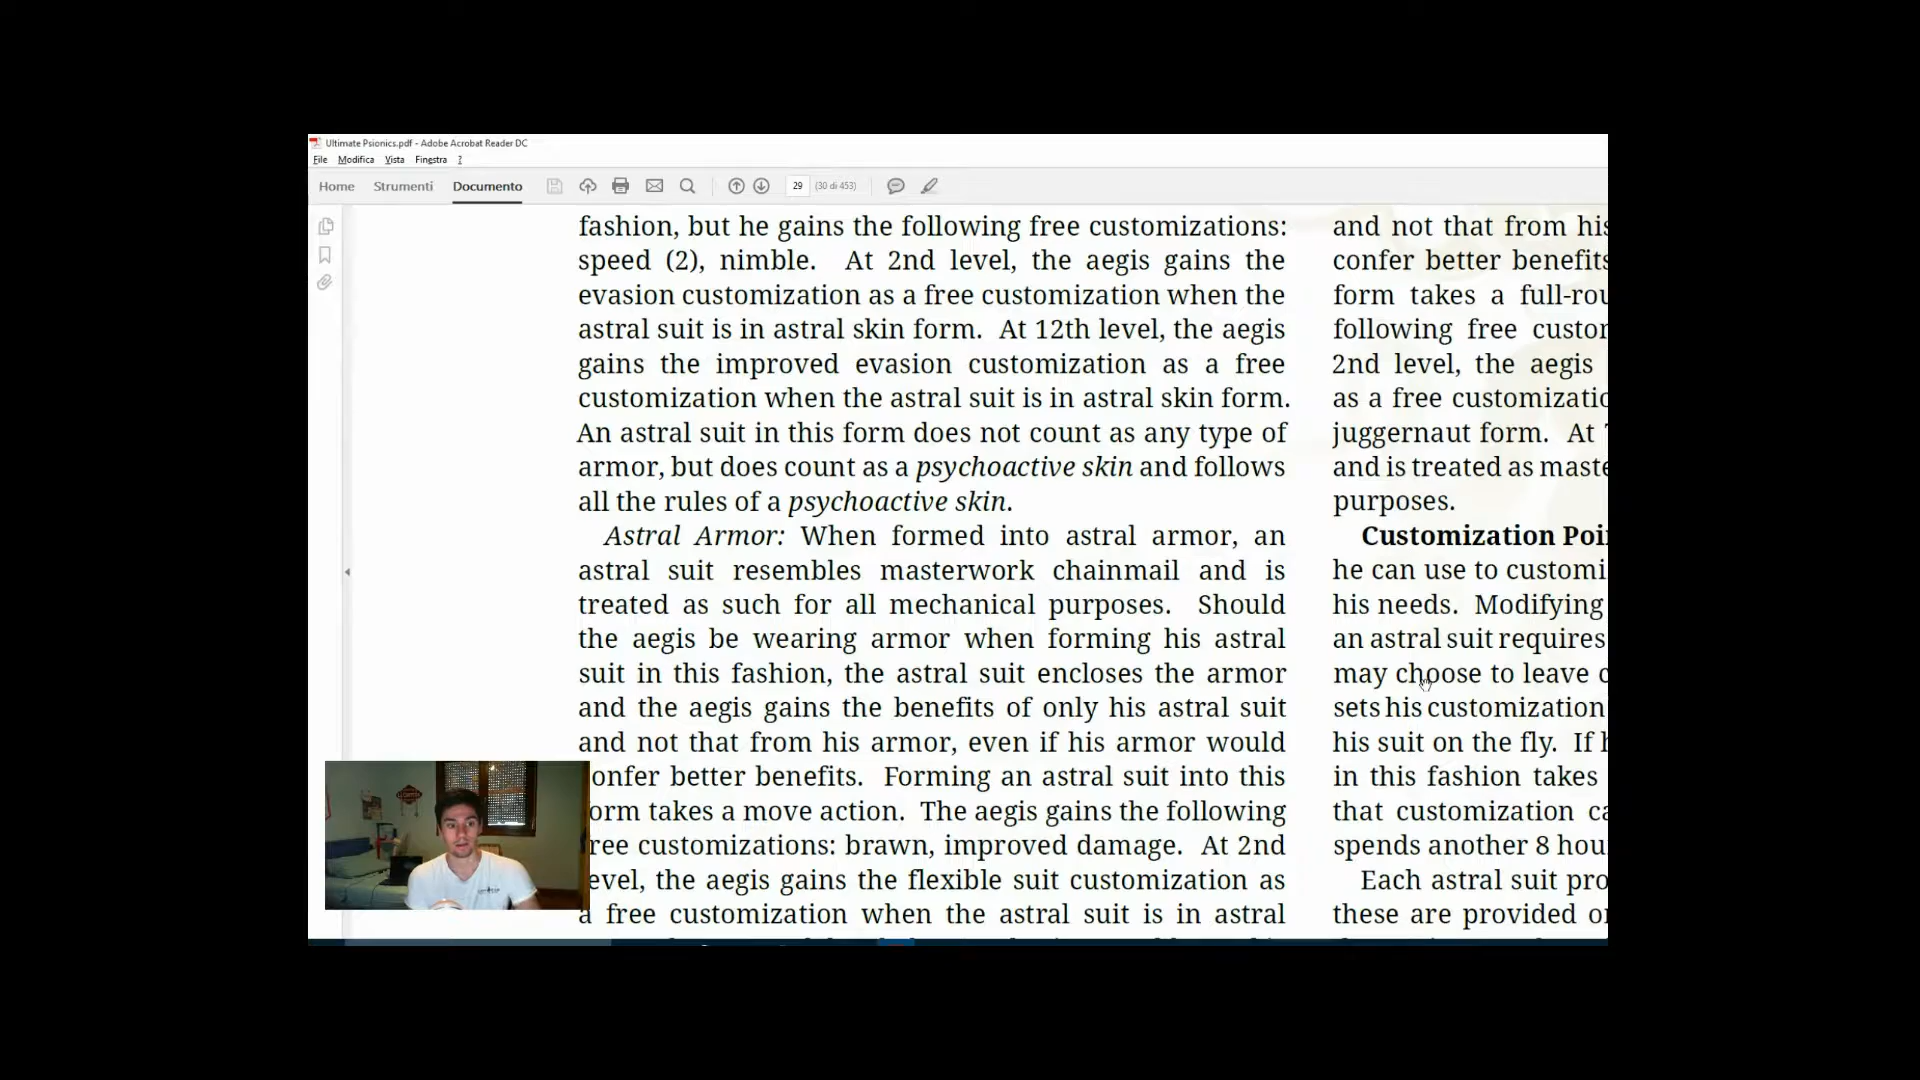 Ultimate Psionics.pdf - Adobe Acrobat Reader DC
File Modifica Vista Finestra ?
Home Strumenti Documento 29 (30 di 453)
fashion, but he gains the following free customizations:
speed (2), nimble. At 2nd level, the aegis gains the
evasion customization as a free customization when the
astral suit is in astral skin form. At 12th level, the aegis
gains the improved evasion customization as a free
customization when the astral suit is in astral skin form.
An astral suit in this form does not count as any type of
armor, but does count as a psychoactive skin and follows
all the rules of a psychoactive skin.
Astral Armor: When formed into astral armor, an
astral suit resembles masterwork chainmail and is
treated as such for all mechanical purposes. Should
the aegis be wearing armor when forming his astral
suit in this fashion, the astral suit encloses the armor
and the aegis gains the benefits of only his astral suit
and not that from his armor, even if his armor would
onfer better benefits. Forming an astral suit into this
orm takes a move action. The aegis gains the following
ree customizations: brawn, improved damage. At 2nd
evel, the aegis gains the flexible suit customization as
a free customization when the astral suit is in astral
and not that from his
confer better benefits
form takes a full-rou
following free custor
2nd level, the aegis
as a free customizatio
juggernaut form. At
and is treated as maste
purposes.
Customization Poi
he can use to customi
his needs. Modifying
an astral suit requires
may choose to leave c
sets his customization
his suit on the fly. If h
in this fashion takes
that customization ca
spends another 8 hou
Each astral suit pro
these are provided or